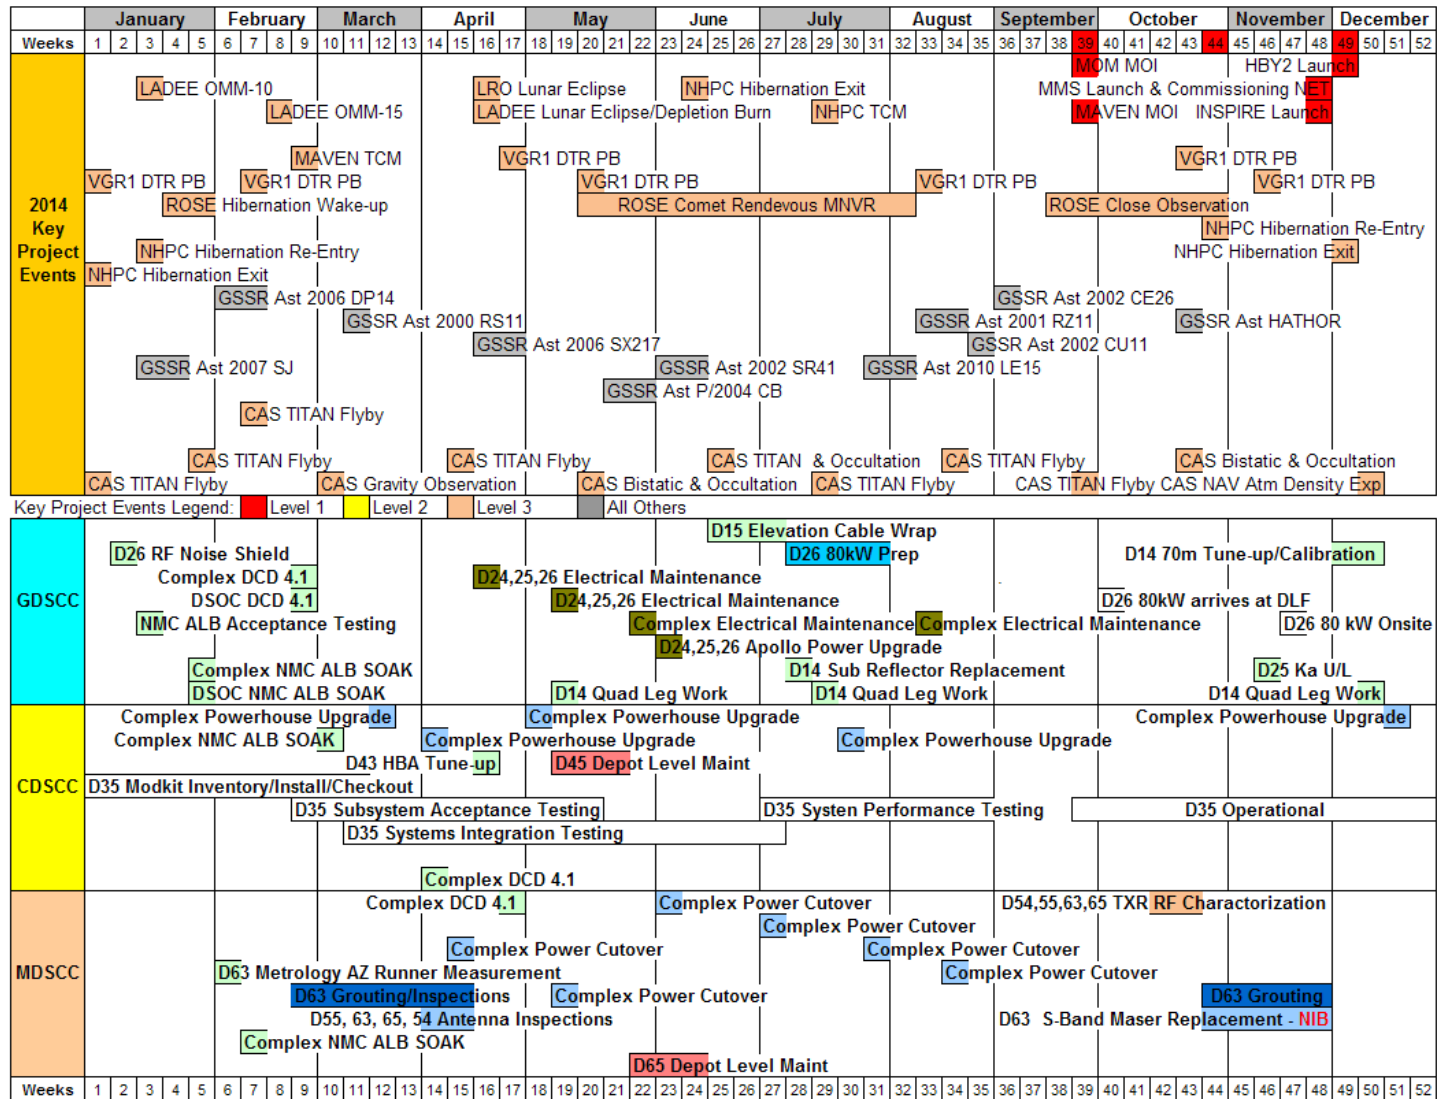 January February March April May June July August September October November December
Weeks 1 2 3 4 5 6 7 8 9 10 11 12 13 14 15 16 17 18 19 20 21 22 23 24 25 26 27 28 29 30 31 32 33 34 35 36 37 38 39 40 41 42 43 44 45 46 47 48 49 50 51 52
2014 Key Project Events
MOM MOI HBY2 Launch
LADEE OMM-10 LRO Lunar Eclipse NHPC Hibernation Exit MMS Launch & Commissioning NET
LADEE OMM-15 LADEE Lunar Eclipse/Depletion Burn NHPC TCM MAVEN MOI INSPIRE Launch
MAVEN TCM VGR1 DTR PB VGR1 DTR PB
VGR1 DTR PB VGR1 DTR PB VGR1 DTR PB VGR1 DTR PB VGR1 DTR PB
ROSE Hibernation Wake-up ROSE Comet Rendevous MNVR ROSE Close Observation
NHPC Hibernation Re-Entry
NHPC Hibernation Re-Entry NHPC Hibernation Exit
NHPC Hibernation Exit
GSSR Ast 2006 DP14 GSSR Ast 2002 CE26
GSSR Ast 2000 RS11 GSSR Ast 2001 RZ11 GSSR Ast HATHOR
GSSR Ast 2006 SX217 GSSR Ast 2002 CU11
GSSR Ast 2007 SJ GSSR Ast 2002 SR41 GSSR Ast 2010 LE15
GSSR Ast P/2004 CB
CAS TITAN Flyby
CAS TITAN Flyby CAS TITAN Flyby CAS TITAN & Occultation CAS TITAN Flyby CAS Bistatic & Occultation
CAS TITAN Flyby CAS Gravity Observation CAS Bistatic & Occultation CAS TITAN Flyby CAS TITAN Flyby CAS NAV Atm Density Exp
Key Project Events Legend: Level 1 Level 2 Level 3 All Others
GDSCC
D15 Elevation Cable Wrap
D26 RF Noise Shield D26 80kW Prep D14 70m Tune-up/Calibration
Complex DCD 4.1 D24,25,26 Electrical Maintenance
DSOC DCD 4.1 D24,25,26 Electrical Maintenance D26 80kW arrives at DLF
NMC ALB Acceptance Testing Complex Electrical Maintenance Complex Electrical Maintenance D26 80 kW Onsite
D24,25,26 Apollo Power Upgrade
Complex NMC ALB SOAK D14 Sub Reflector Replacement D25 Ka U/L
DSOC NMC ALB SOAK D14 Quad Leg Work D14 Quad Leg Work D14 Quad Leg Work
CDSCC
Complex Powerhouse Upgrade Complex Powerhouse Upgrade Complex Powerhouse Upgrade
Complex NMC ALB SOAK Complex Powerhouse Upgrade Complex Powerhouse Upgrade
D43 HBA Tune-up D45 Depot Level Maint
D35 Modkit Inventory/Install/Checkout
D35 Subsystem Acceptance Testing D35 Systen Performance Testing D35 Operational
D35 Systems Integration Testing
Complex DCD 4.1
MDSCC
Complex DCD 4.1 Complex Power Cutover D54,55,63,65 TXR RF Charactorization
Complex Power Cutover
Complex Power Cutover Complex Power Cutover
D63 Metrology AZ Runner Measurement Complex Power Cutover
D63 Grouting/Inspections Complex Power Cutover D63 Grouting
D55, 63, 65, 54 Antenna Inspections D63 S-Band Maser Replacement - NIB
Complex NMC ALB SOAK
D65 Depot Level Maint
Weeks 1 2 3 4 5 6 7 8 9 10 11 12 13 14 15 16 17 18 19 20 21 22 23 24 25 26 27 28 29 30 31 32 33 34 35 36 37 38 39 40 41 42 43 44 45 46 47 48 49 50 51 52